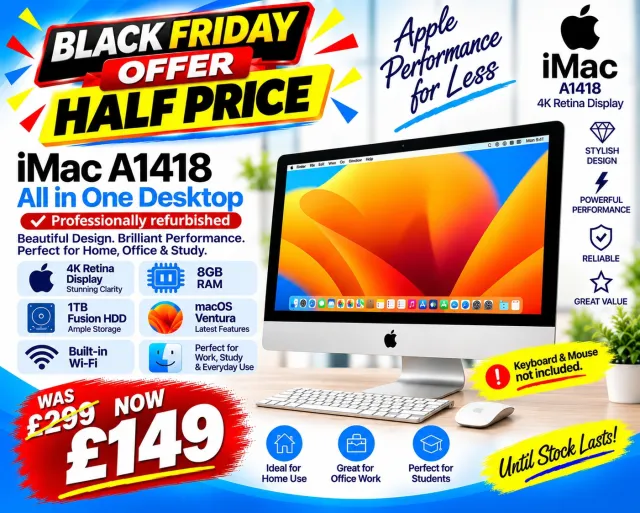 BLACK FRIDAY
OFFER
HALF PRICE
Apple
Performance
for Less
iMac
A1418
4K Retina Display
STYLISH
DESIGN
POWERFUL
PERFORMANCE
RELIABLE
GREAT VALUE
iMac A1418
All in One Desktop
Professionally refurbished
Beautiful Design. Brilliant Performance.
Perfect for Home, Office & Study.
4K Retina
Display
Stunning Clarity
8GB
RAM
1TB
Fusion HDD
Ample Storage
macOS
Ventura
Latest Features
Built-in
Wi-Fi
Perfect for
Work, Study
& Everyday Use
WAS
£299
NOW
£149
Keyboard & Mouse
not included.
Ideal for
Home Use
Great for
Office Work
Perfect for
Students
Until Stock Lasts!